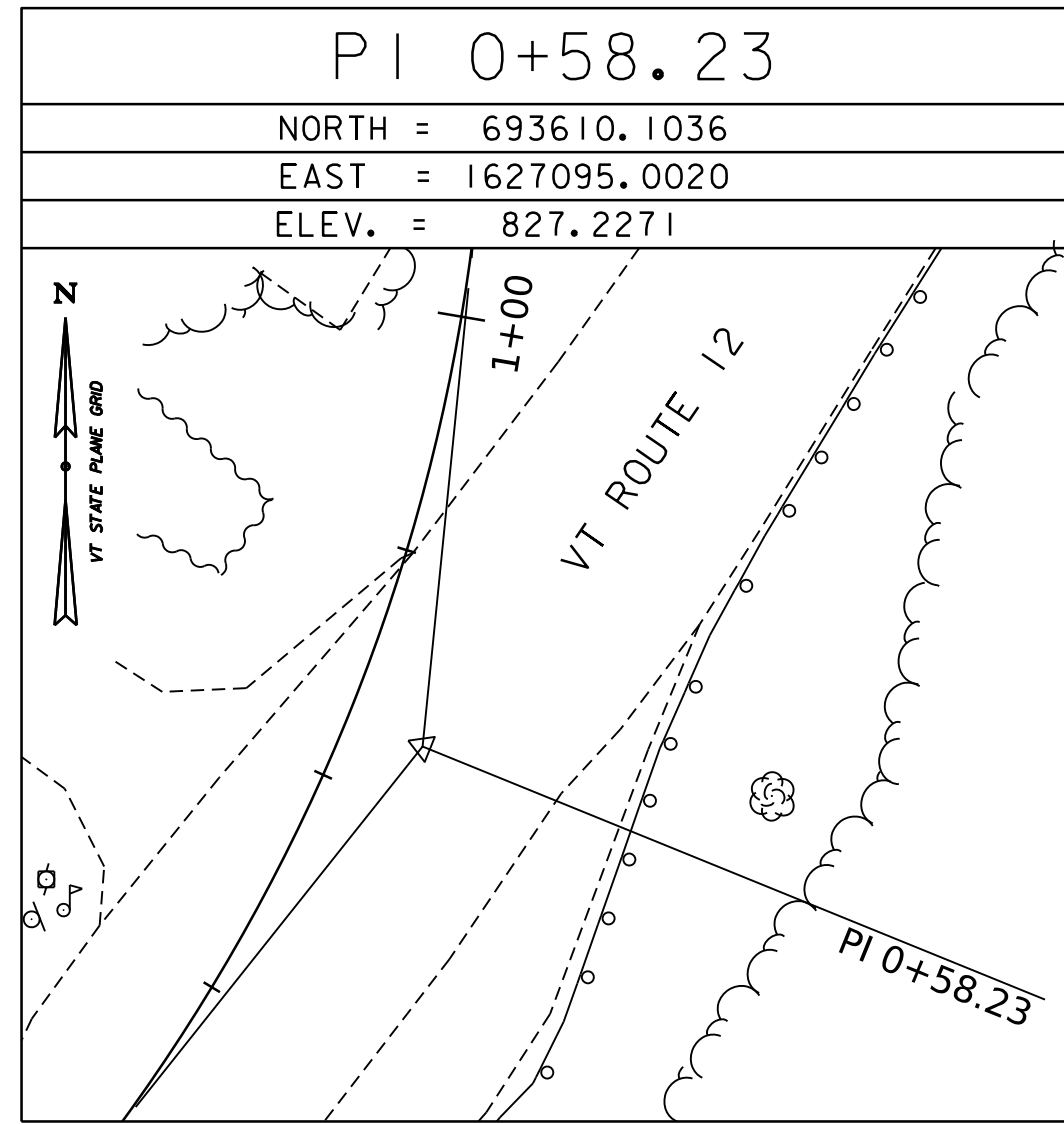 PI 0+58.23
NORTH = 693610.1036
EAST = 1627095.0020
ELEV. = 827.2271
N
VT STATE PLANE GRID
1+00
VT ROUTE 12
PI 0+58.23